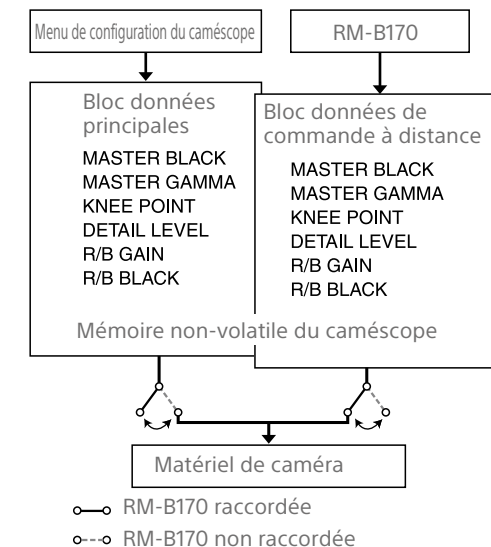 Menu de configuration du caméscope
RM-B170
Bloc données
principales
MASTER BLACK
MASTER GAMMA
KNEE POINT
DETAIL LEVEL
R/B GAIN
R/B BLACK
Bloc données de
commande à distance
MASTER BLACK
MASTER GAMMA
KNEE POINT
DETAIL LEVEL
R/B GAIN
R/B BLACK
Mémoire non-volatile du caméscope
Matériel de caméra
RM-B170 raccordée
RM-B170 non raccordée